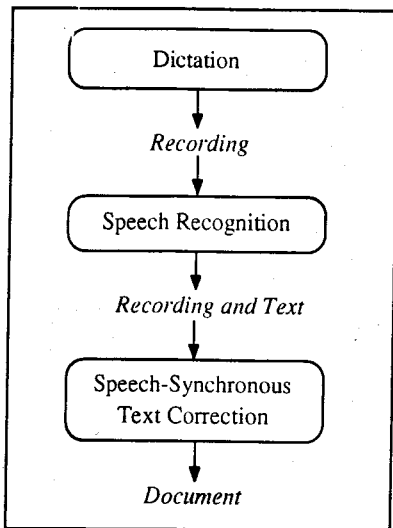 Dictation
Recording
Speech Recognition
Recording and Text
Speech-Synchronous
Text Correction
Document